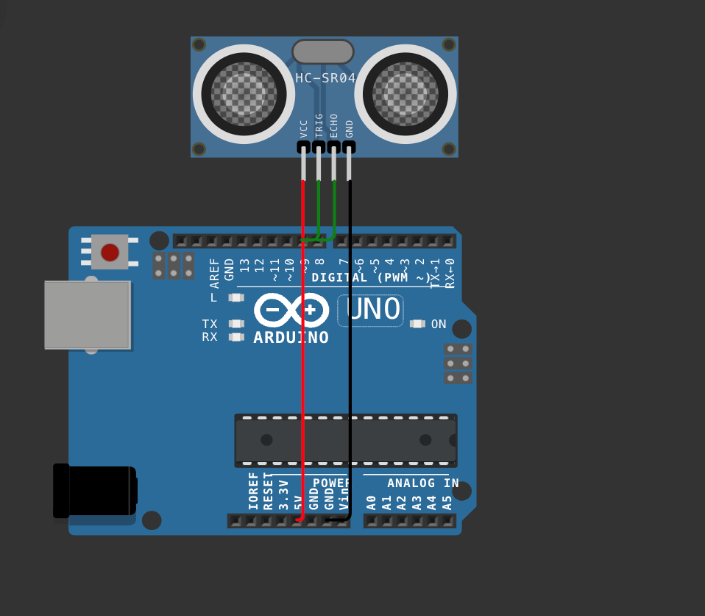 HC-SR04
VCC
TRIG
ECHO
GND
AREF
GND
13
12
~11
~10
~9
8
7
~6
~5
4
~3
2
TX→1
RX←0
DIGITAL (PWM ~)
L
TX
RX
UNO
ARDUINO
ON
POWER
ANALOG IN
IOREF
RESET
3.3V
5V
GND
GND
Vin
A0
A1
A2
A3
A4
A5